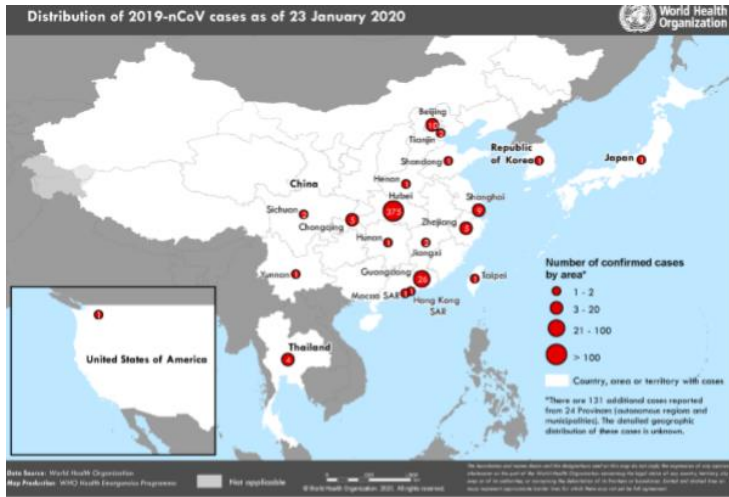 Distribution of 2019-nCoV cases as of 23 January 2020
World Health
Organization
Beijing
10
Tianjin
2
Shandong
1
Republic
of Korea
1
Japan
1
Henan
1
China
Hubei
375
Shanghai
9
Sichuan
2
Chongqing
5
Zhejiang
5
Hunan
1
Jiangxi
Yunnan
1
Guangdong
26
Taipei
1
Macao SAR
1
1
Hong Kong
SAR
Thailand
4
1
United States of America
Number of confirmed cases
by area*
1 - 2
3 - 20
21 - 100
> 100
Country, area or territory with cases
*There are 131 additional cases reported
from 24 Provinces (autonomous regions and
municipalities). The detailed geographic
distribution of these cases is unknown.
Data Source: World Health Organization
Map Production: WHO Health Emergencies Programme
Not applicable
© World Health Organization 2020. All rights reserved.